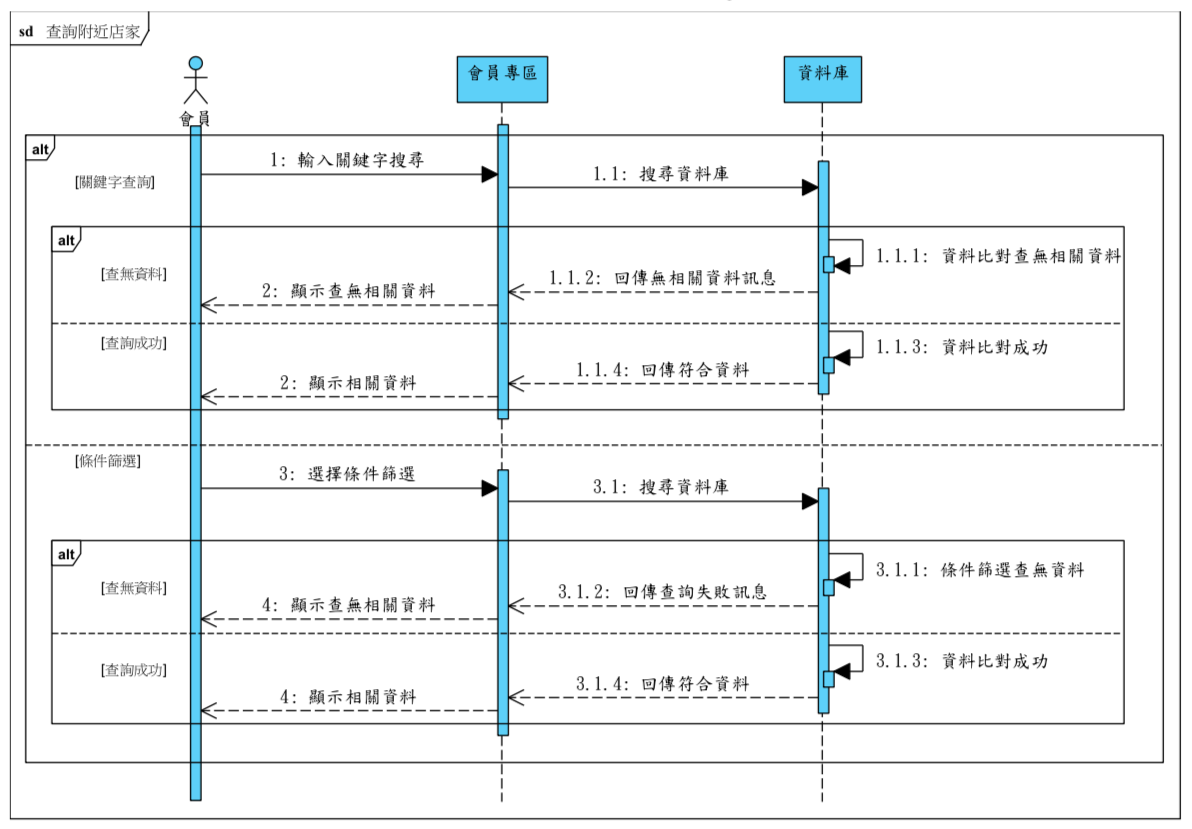 sd 查詢附近店家
會員
會員專區
資料庫
alt
[關鍵字查詢]
1: 輸入關鍵字搜尋
1.1: 搜尋資料庫
alt
[查無資料]
1.1.1: 資料比對查無相關資料
1.1.2: 回傳無相關資料訊息
2: 顯示查無相關資料
[查詢成功]
1.1.3: 資料比對成功
1.1.4: 回傳符合資料
2: 顯示相關資料
[條件篩選]
3: 選擇條件篩選
3.1: 搜尋資料庫
alt
[查無資料]
3.1.1: 條件篩選查無資料
3.1.2: 回傳查詢失敗訊息
4: 顯示查無相關資料
[查詢成功]
3.1.3: 資料比對成功
3.1.4: 回傳符合資料
4: 顯示相關資料